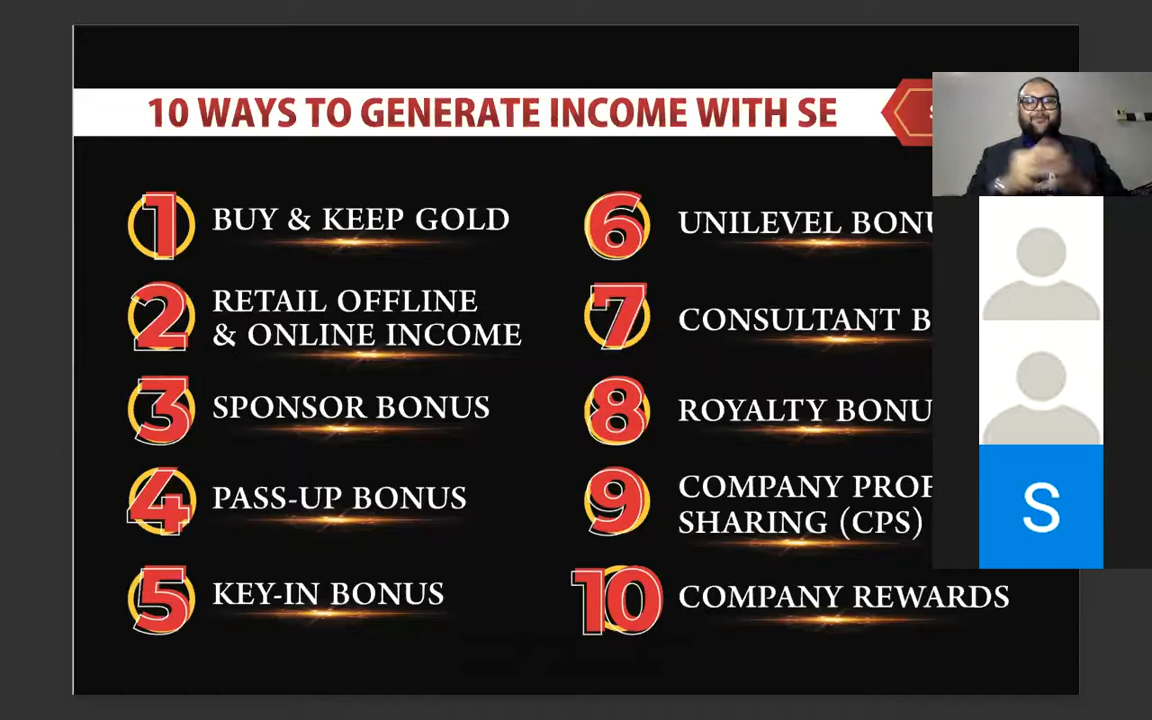 10 WAYS TO GENERATE INCOME WITH SE
S
1 BUY & KEEP GOLD
2 RETAIL OFFLINE
& ONLINE INCOME
3 SPONSOR BONUS
4 PASS-UP BONUS
5 KEY-IN BONUS
6 UNILEVEL
7 CONSULTANT
8 ROYALTY
9 COMPANY
SHARING (CPS)
10 COMPANY REWARDS
S